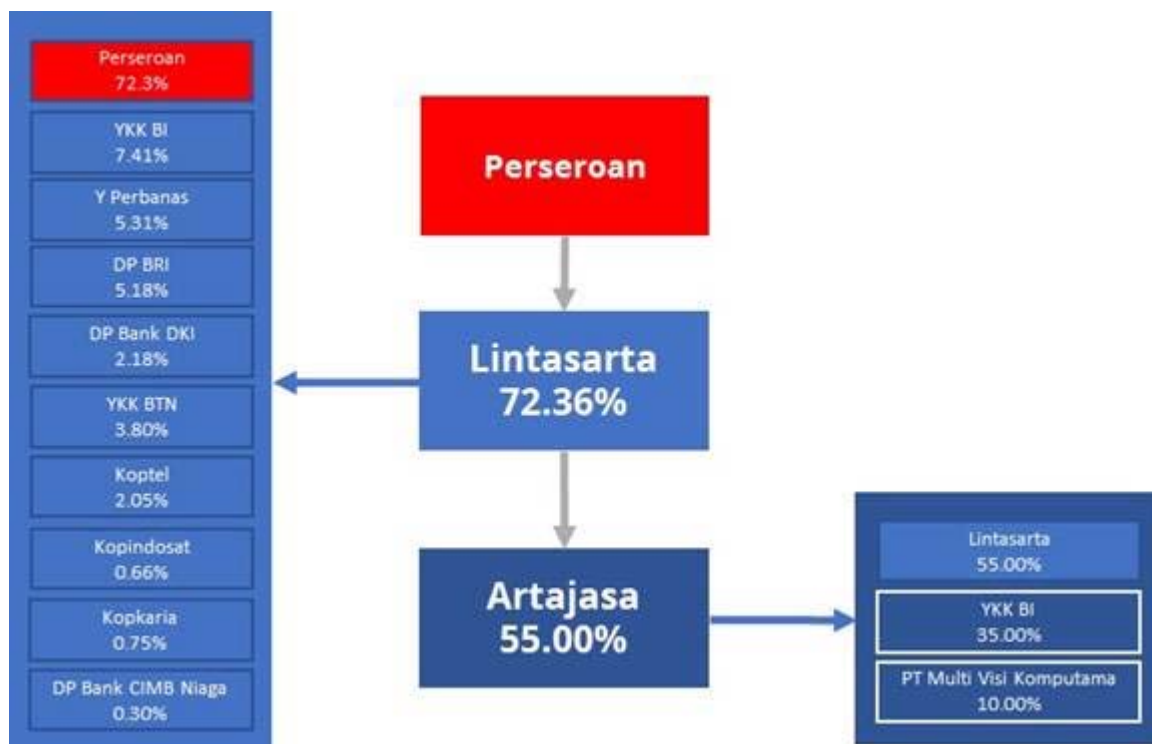 Perseroan
72.3%
YKK BI
7.41%
Y Perbanas
5.31%
DP BRI
5.18%
DP Bank DKI
2.18%
YKK BTN
3.80%
Koptel
2.05%
Kopindosat
0.66%
Kopkaria
0.75%
DP Bank CIMB Niaga
0.30%
Perseroan
Lintasarta
72.36%
Artajasa
55.00%
Lintasarta
55.00%
YKK BI
35.00%
PT Multi Visi Komputama
10.00%